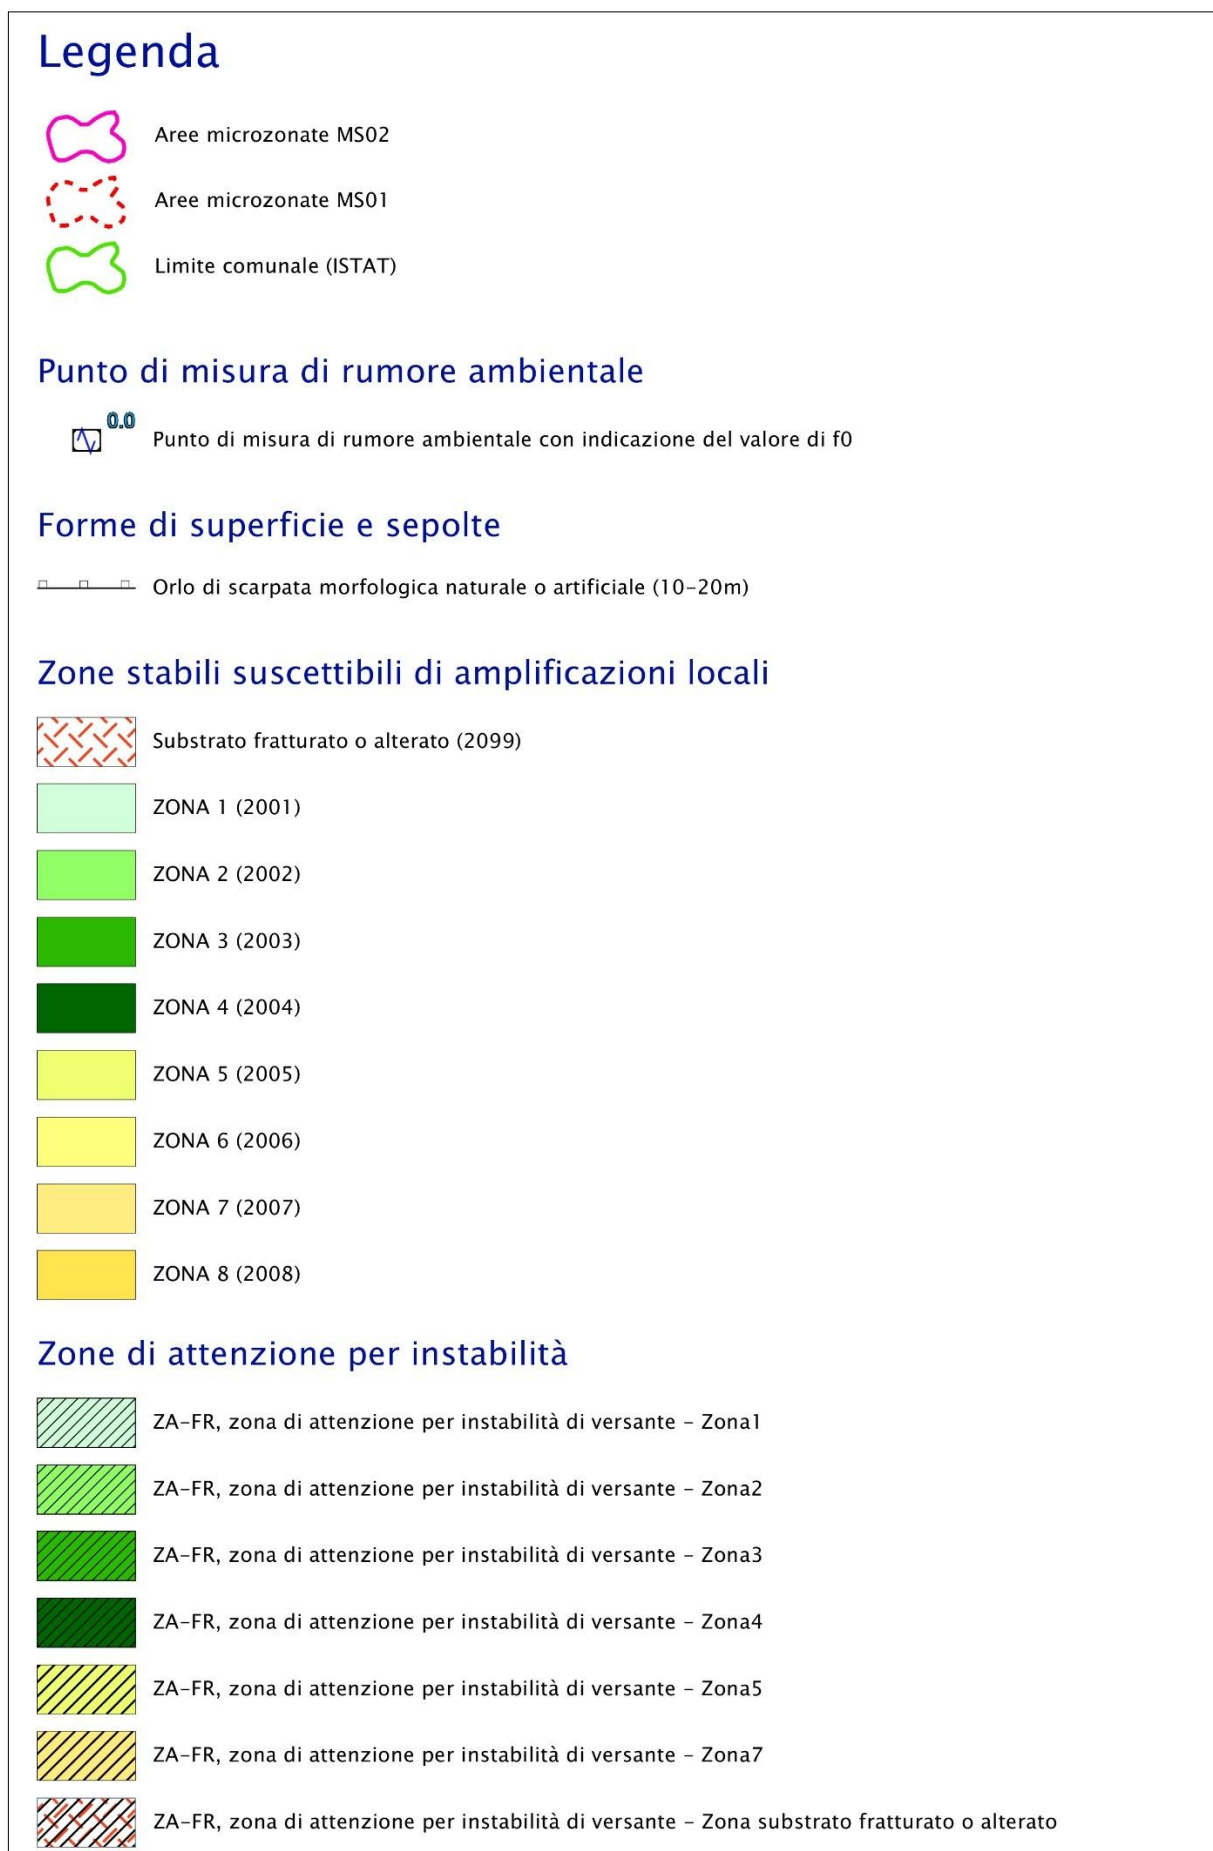 Legenda
Aree microzonate MS02
Aree microzonate MS01
Limite comunale (ISTAT)
Punto di misura di rumore ambientale
0.0
Punto di misura di rumore ambientale con indicazione del valore di f0
Forme di superficie e sepolte
Orlo di scarpata morfologica naturale o artificiale (10-20m)
Zone stabili suscettibili di amplificazioni locali
Substrato fratturato o alterato (2099)
ZONA 1 (2001)
ZONA 2 (2002)
ZONA 3 (2003)
ZONA 4 (2004)
ZONA 5 (2005)
ZONA 6 (2006)
ZONA 7 (2007)
ZONA 8 (2008)
Zone di attenzione per instabilità
ZA-FR, zona di attenzione per instabilità di versante - Zona1
ZA-FR, zona di attenzione per instabilità di versante - Zona2
ZA-FR, zona di attenzione per instabilità di versante - Zona3
ZA-FR, zona di attenzione per instabilità di versante - Zona4
ZA-FR, zona di attenzione per instabilità di versante - Zona5
ZA-FR, zona di attenzione per instabilità di versante - Zona7
ZA-FR, zona di attenzione per instabilità di versante - Zona substrato fratturato o alterato